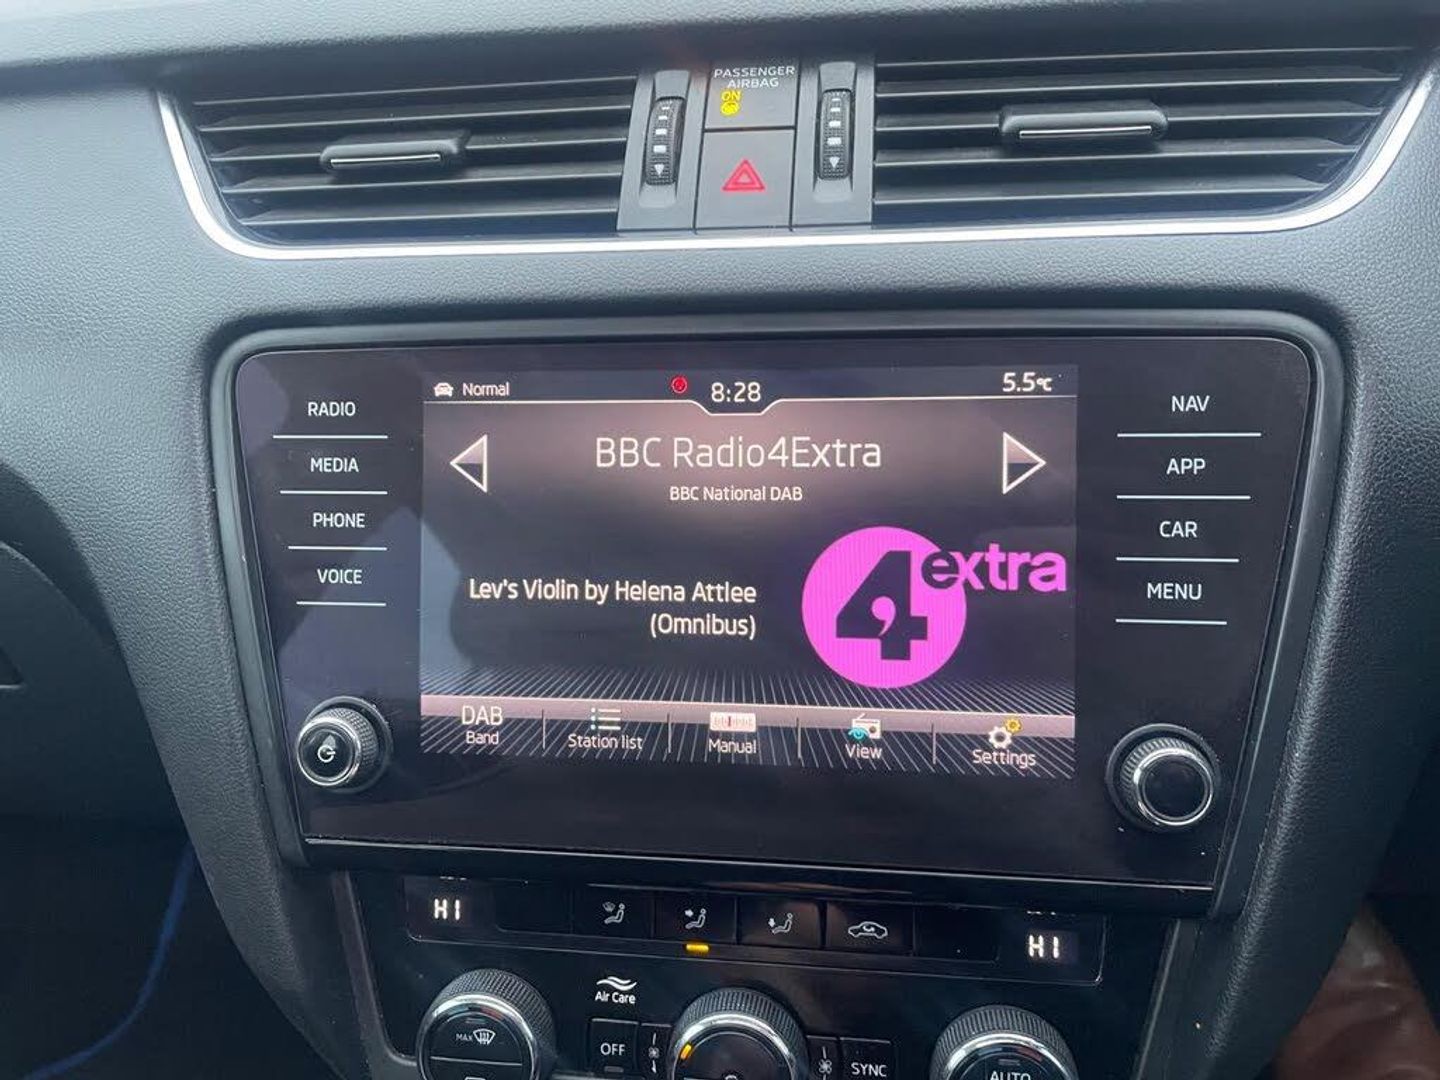 PASSENGER
AIRBAG
ON
Normal
8:28
5.5°C
RADIO
MEDIA
PHONE
VOICE
BBC Radio4Extra
BBC National DAB
Lev's Violin by Helena Attlee
(Omnibus)
4extra
NAV
APP
CAR
MENU
DAB
Band
Station list
Manual
View
Settings
HI
HI
Air Care
MAX
OFF
SYNC
AUTO